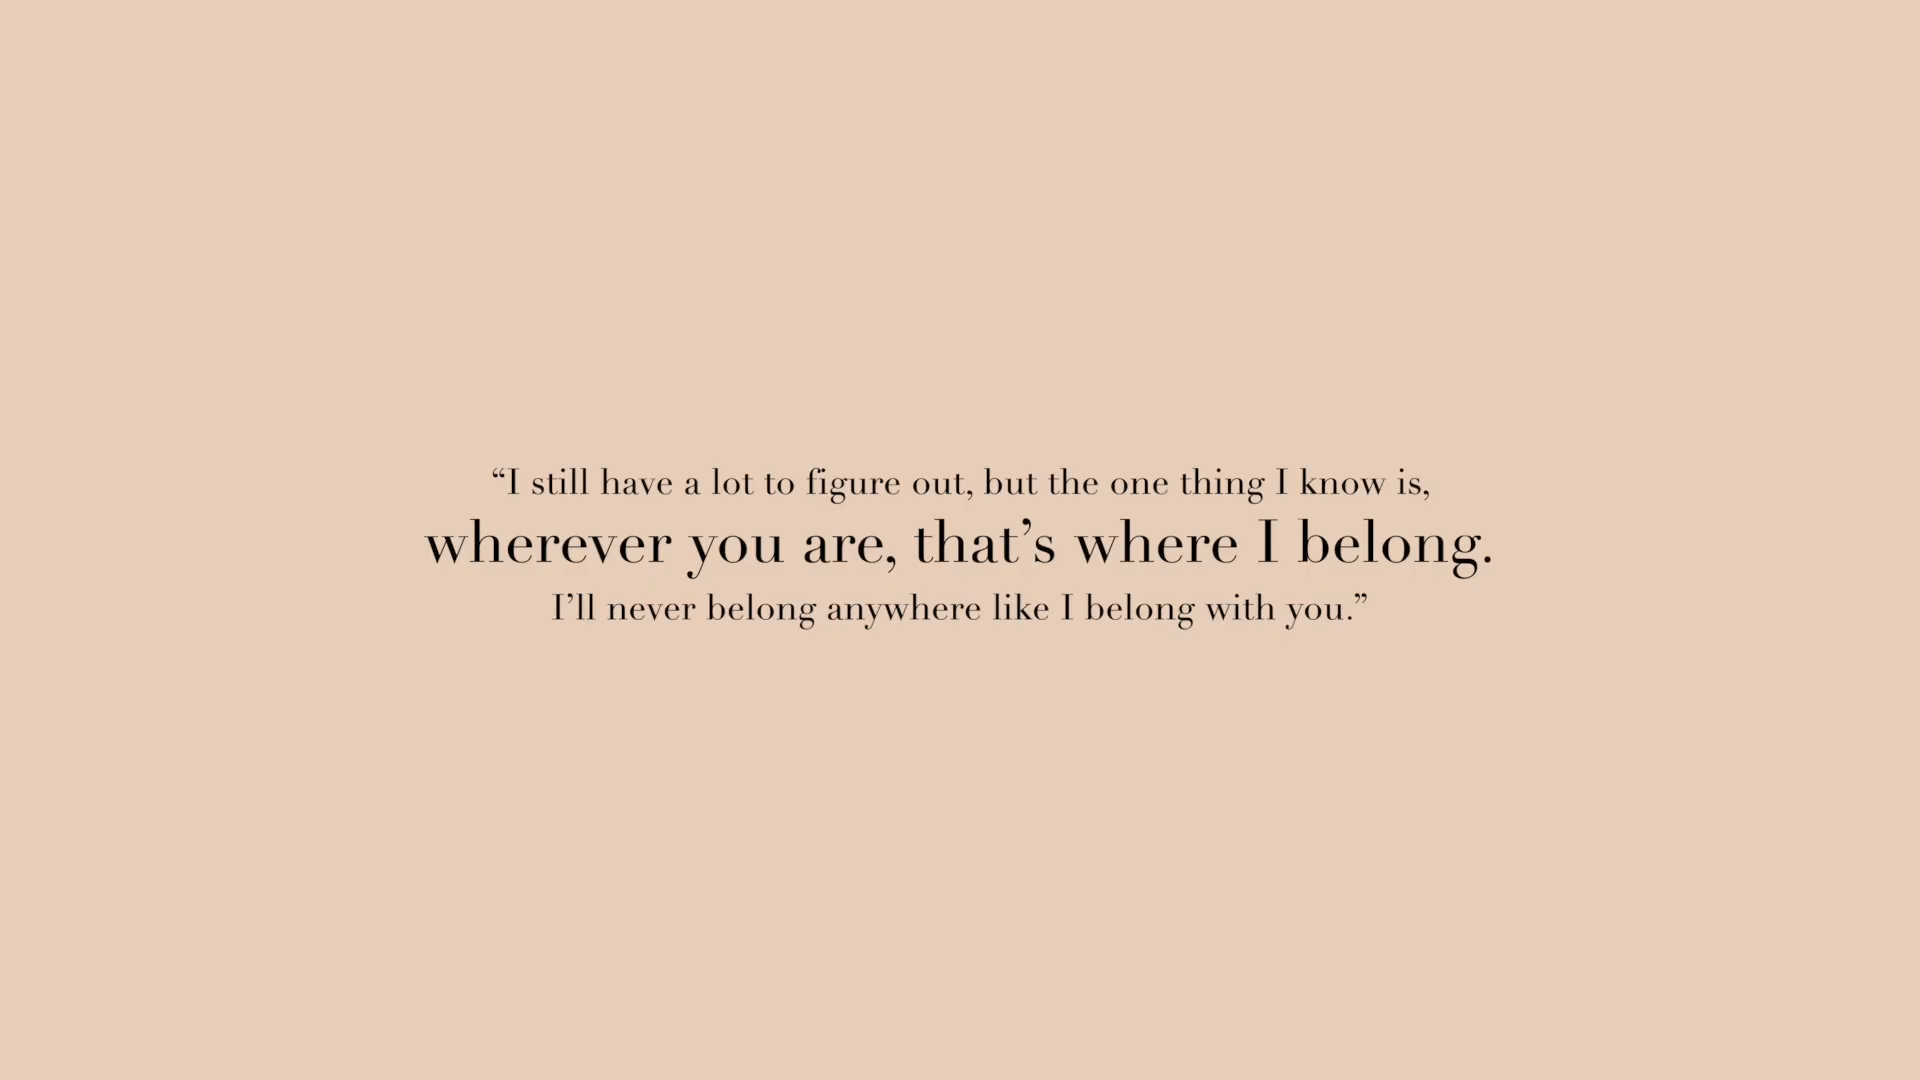 “I still have a lot to figure out, but the one thing I know is,
wherever you are, that’s where I belong.
I’ll never belong anywhere like I belong with you.”